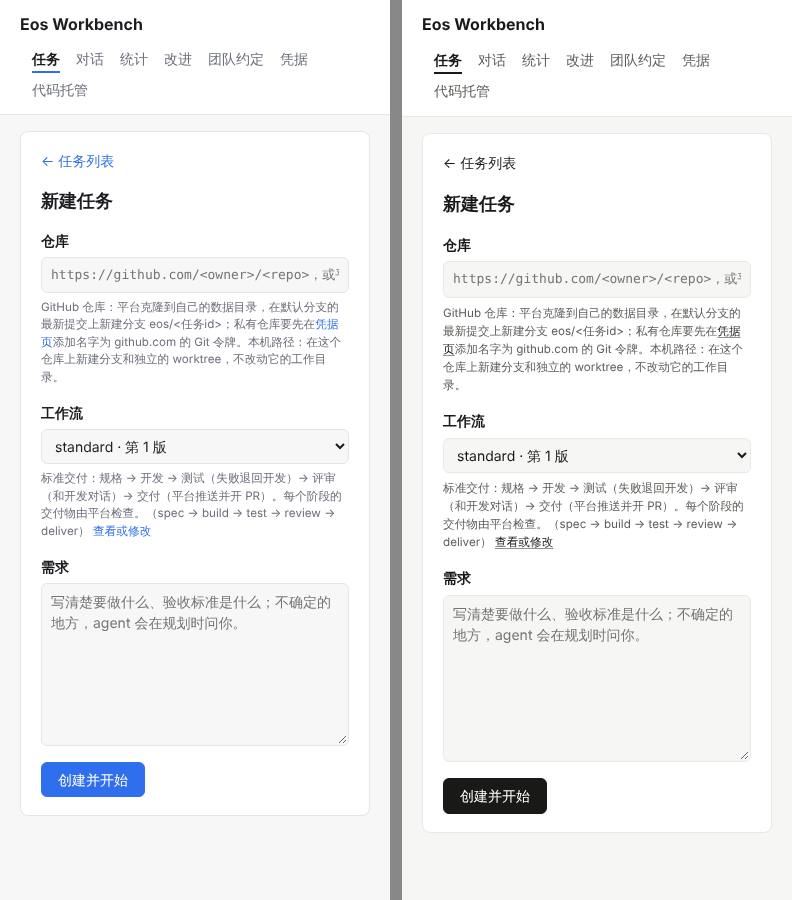 Eos Workbench
任务 对话 统计 改进 团队约定 凭据
代码托管
← 任务列表
新建任务
仓库
https://github.com/<owner>/<repo>，或
GitHub 仓库：平台克隆到自己的数据目录，在默认分支的
最新提交上新建分支 eos/<任务id>；私有仓库要先在凭据
页添加名字为 github.com 的 Git 令牌。本机路径：在这个
仓库上新建分支和独立的 worktree，不改动它的工作目
录。
工作流
standard · 第 1 版
标准交付：规格 → 开发 → 测试（失败退回开发）→ 评审
（和开发对话）→ 交付（平台推送并开 PR）。每个阶段的
交付物由平台检查。（spec → build → test → review →
deliver） 查看或修改
需求
写清楚要做什么、验收标准是什么；不确定的
地方，agent 会在规划时问你。
创建并开始
Eos Workbench
任务 对话 统计 改进 团队约定 凭据
代码托管
← 任务列表
新建任务
仓库
https://github.com/<owner>/<repo>，或
GitHub 仓库：平台克隆到自己的数据目录，在默认分支的
最新提交上新建分支 eos/<任务id>；私有仓库要先在凭据
页添加名字为 github.com 的 Git 令牌。本机路径：在这个
仓库上新建分支和独立的 worktree，不改动它的工作目
录。
工作流
standard · 第 1 版
标准交付：规格 → 开发 → 测试（失败退回开发）→ 评审
（和开发对话）→ 交付（平台推送并开 PR）。每个阶段的
交付物由平台检查。（spec → build → test → review →
deliver） 查看或修改
需求
写清楚要做什么、验收标准是什么；不确定的
地方，agent 会在规划时问你。
创建并开始